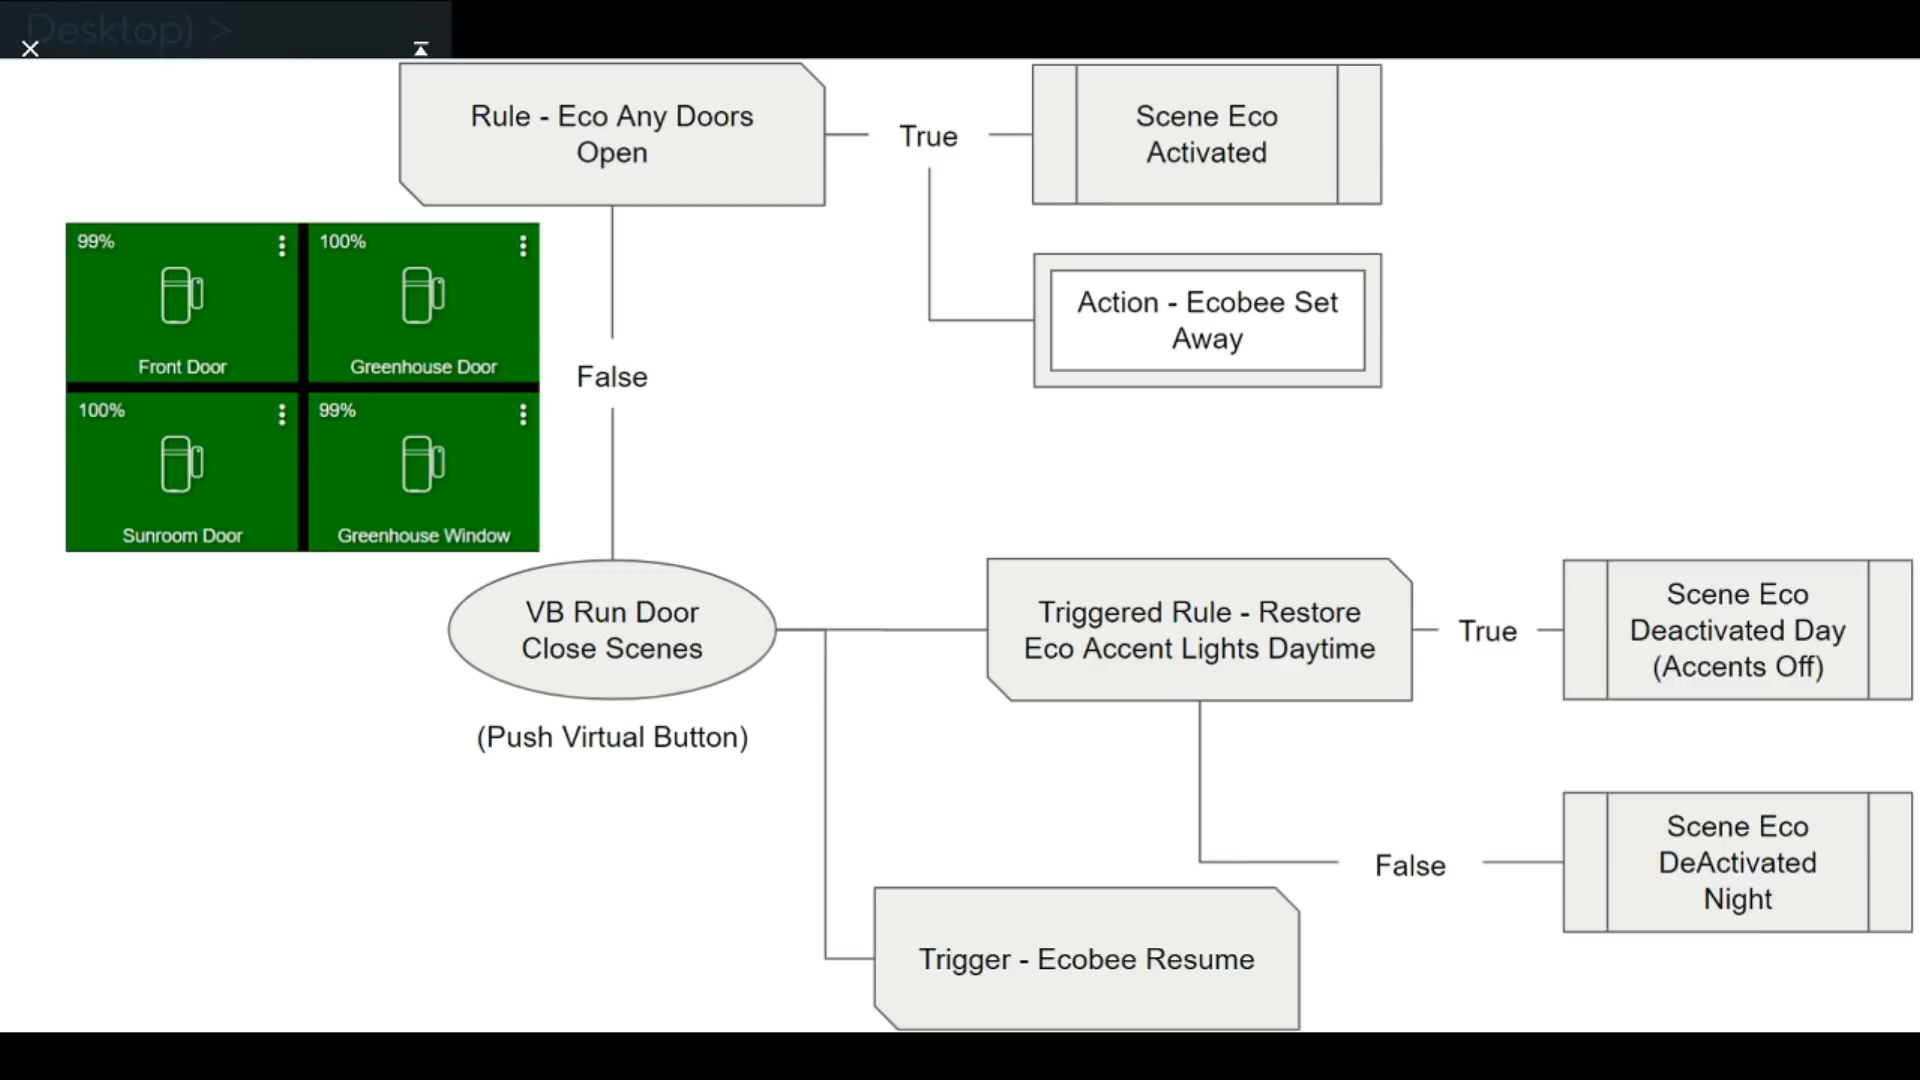 Desktop) >
Rule - Eco Any Doors
Open
True
Scene Eco
Activated
99%
100%
Front Door
Greenhouse Door
100%
99%
Sunroom Door
Greenhouse Window
Action - Ecobee Set
Away
False
VB Run Door
Close Scenes
(Push Virtual Button)
Triggered Rule - Restore
Eco Accent Lights Daytime
True
Scene Eco
Deactivated Day
(Accents Off)
False
Scene Eco
DeActivated
Night
Trigger - Ecobee Resume